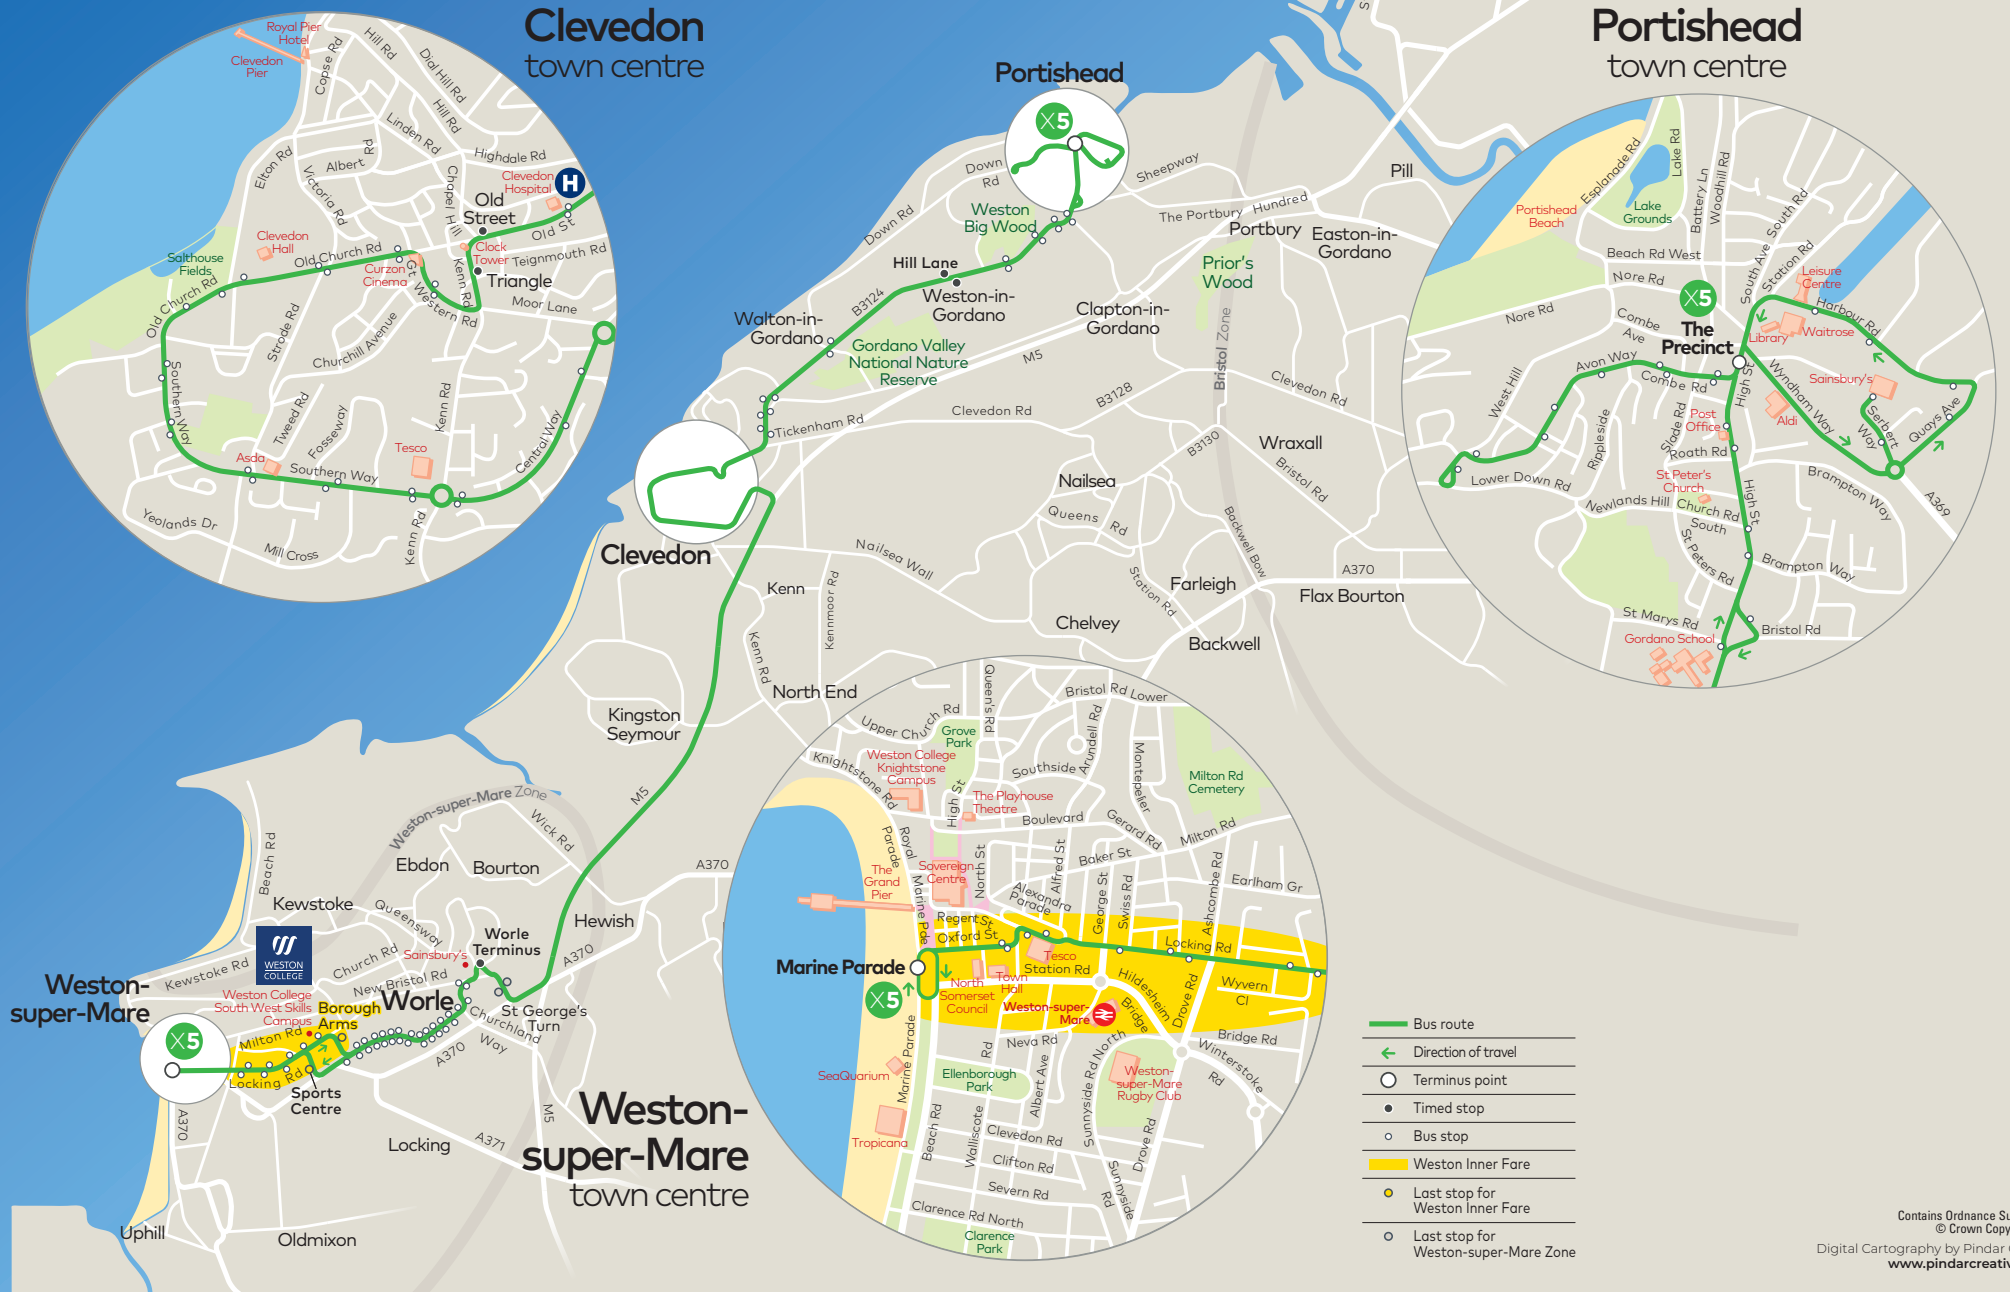 Clevedon
town centre
Royal Pier
Hotel
Clevedon
Pier
Copse Rd
Hill Rd
Dial Hill Rd
Hill Rd
Linden Rd
Highdale Rd
Elton Rd
Albert
Rd
Victoria Rd
Chapel Hill
Clevedon
Hospital
H
Old
Street
Old St
Clevedon
Hall
Salthouse
Fields
Old Church Rd
Curzon
Cinema
Clock
Tower
Teignmouth Rd
Kenn Rd
Triangle
Gt Western Rd
Moor Lane
Old Church Rd
Strode Rd
Churchill Avenue
Southern Way
Tweed Rd
Fosseway
Kenn Rd
Tesco
Asda
Southern Way
Central Way
Yeolands Dr
Mill Cross
Kenn Rd
Portishead
X5
Down
Rd
Sheepway
Pill
Down Rd
Weston
Big Wood
The Portbury Hundred
Portbury
Easton-in-
Gordano
Hill Lane
Prior's
Wood
B3124
Weston-in-
Gordano
Clapton-in-
Gordano
Walton-in-
Gordano
Gordano Valley
National Nature
Reserve
M5
Bristol Zone
B3128
Clevedon Rd
Clevedon Rd
Tickenham Rd
B3130
Wraxall
Bristol Rd
Nailsea
Queens Rd
Backwell Bow
Clevedon
Nailsea Wall
Kenn
Kennmoor Rd
Station Rd
Farleigh
A370
Flax Bourton
Chelvey
Backwell
Kenn Rd
North End
Kingston
Seymour
M5
Portishead
town centre
Esplanade Rd
Lake Rd
Lake
Grounds
Battery Ln
Woodhill Rd
Portishead
Beach
South Rd
Beach Rd West
South Ave
Station Rd
Nore Rd
Leisure
Centre
X5
Nore Rd
Harbour Rd
Combe
Ave
The
Precinct
Library
Waitrose
Avon Way
Combe Rd
High St
Wyndham Way
Sainsbury's
West Hill
Post
Office
Slade Rd
Aldi
Serbert
Way
Quays Ave
Rippleside
Roath Rd
St Peter's
Church
Lower Down Rd
Brampton Way
A369
Newlands Hill
Church Rd
South
High St
St Peters Rd
Brampton Way
St Marys Rd
Gordano School
Bristol Rd
Weston-super-Mare Zone
Wick Rd
Beach Rd
Ebdon
Bourton
A370
Kewstoke
Queensway
Hewish
Worle
Terminus
WESTON
COLLEGE
Church Rd
Sainsbury's
A370
Kewstoke Rd
New Bristol Rd
Weston-
super-Mare
Weston College
South West Skills
Campus
Borough
Arms
Worle
St George's
Turn
Churchland
Way
X5
Milton Rd
A370
Locking Rd
Sports
Centre
M5
A370
Locking
A371
Uphill
Oldmixon
Weston-
super-Mare
town centre
Queen's Rd
Bristol Rd Lower
Upper Church Rd
Grove
Park
Arundell Rd
Weston College
Knightstone
Campus
Knightstone Rd
Southside
Montepelier
Milton Rd
Cemetery
High St
The Playhouse
Theatre
Boulevard
Gerard Rd
Milton Rd
Royal
Parade
Alfred St
Baker St
The
Grand
Pier
Sovereign
Centre
North St
Alexandra
Parade
George St
Swiss Rd
Ashcombe Rd
Earlham Gr
Marine Pde
Regent St
Oxford St
Locking Rd
Marine Parade
Tesco
Station Rd
X5
North
Somerset
Council
Town
Hall
Hildesheim
Bridge
Drove Rd
Wyvern
Cl
Weston-super-
Mare
Marine Parade
Neva Rd
Rd
Bridge Rd
Winterstoke
Rd
SeaQuarium
Ellenborough
Park
Albert Ave
Sunnyside Rd North
Weston-
super-Mare
Rugby Club
Tropicana
Beach Rd
Walliscote
Clevedon Rd
Drove Rd
Clifton Rd
Severn Rd
Sunnyside
Rd
Clarence Rd North
Clarence
Park
Bus route
Direction of travel
Terminus point
Timed stop
Bus stop
Weston Inner Fare
Last stop for
Weston Inner Fare
Last stop for
Weston-super-Mare Zone
Contains Ordnance Su
© Crown Copy
Digital Cartography by Pindar
www.pindarcreativ